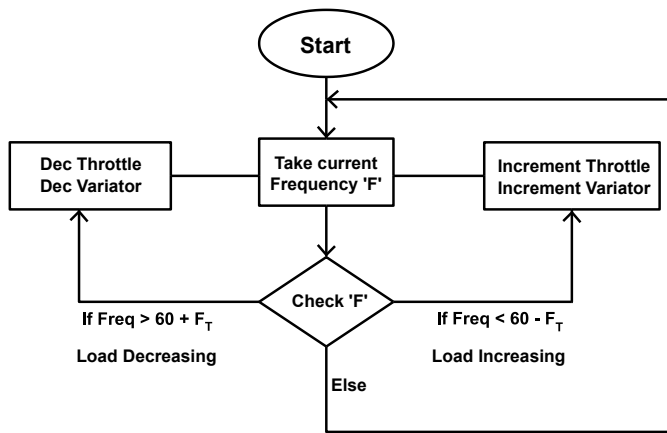 Start
Dec Throttle
Dec Variator
Take current
Frequency 'F'
Increment Throttle
Increment Variator
Check 'F'
If Freq > 60 + F_T
Load Decreasing
If Freq < 60 - F_T
Load Increasing
Else